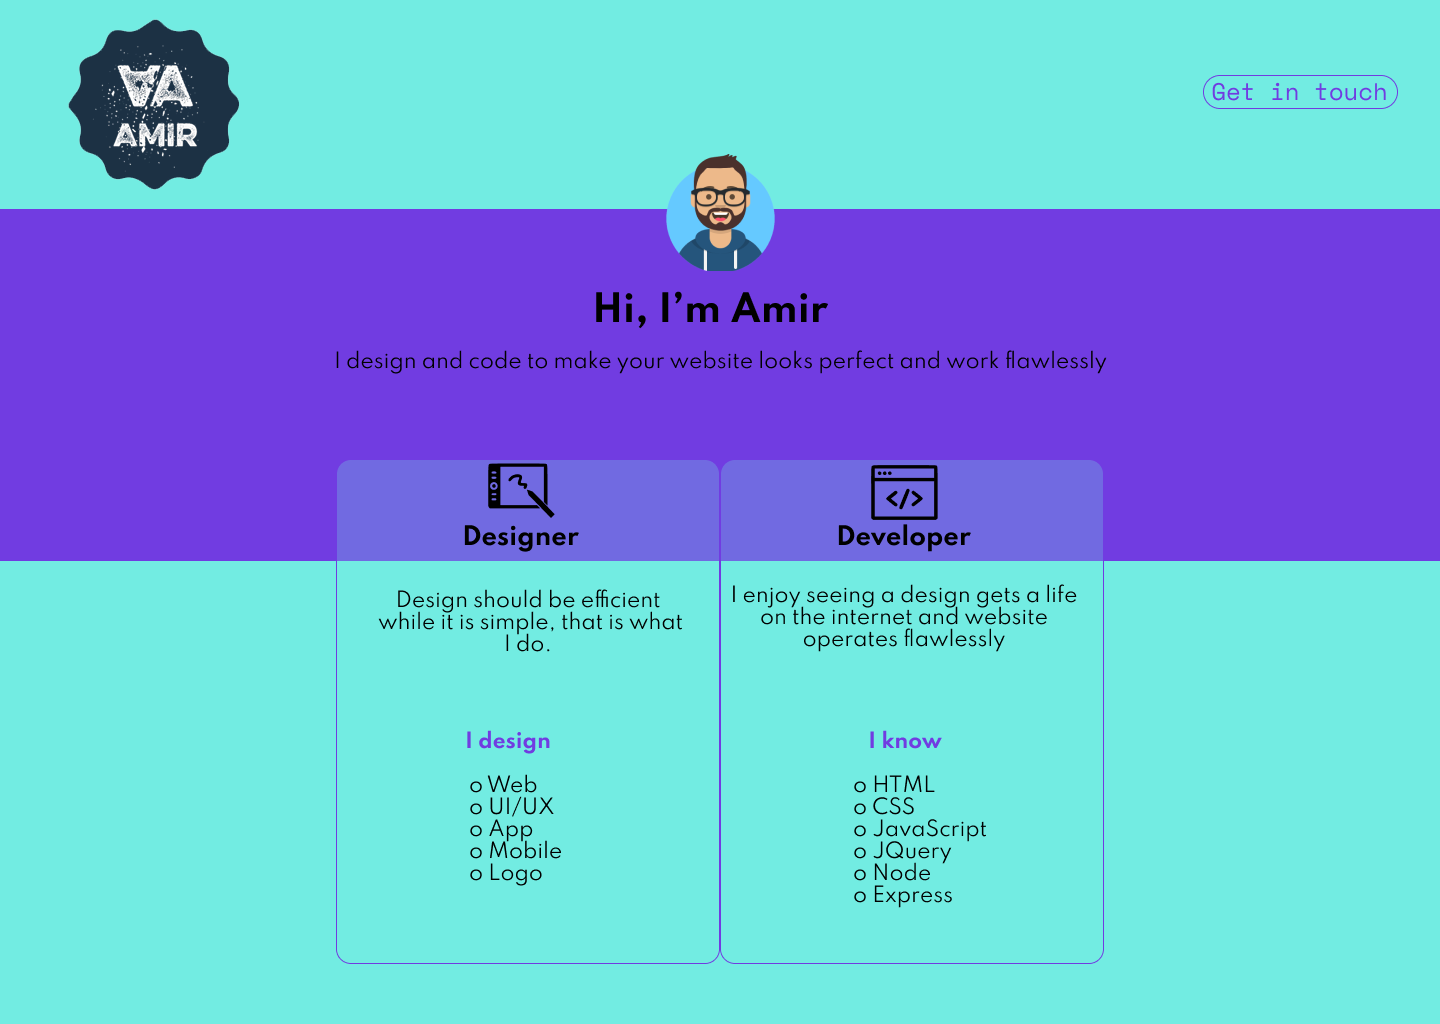 AA
AMIR
Get in touch
Hi, I’m Amir
I design and code to make your website looks perfect and work flawlessly
Designer
Design should be efficient
while it is simple, that is what
I do.
I design
o Web
o UI/UX
o App
o Mobile
o Logo
</>
Developer
I enjoy seeing a design gets a life
on the internet and website
operates flawlessly
I know
o HTML
o CSS
o JavaScript
o JQuery
o Node
o Express